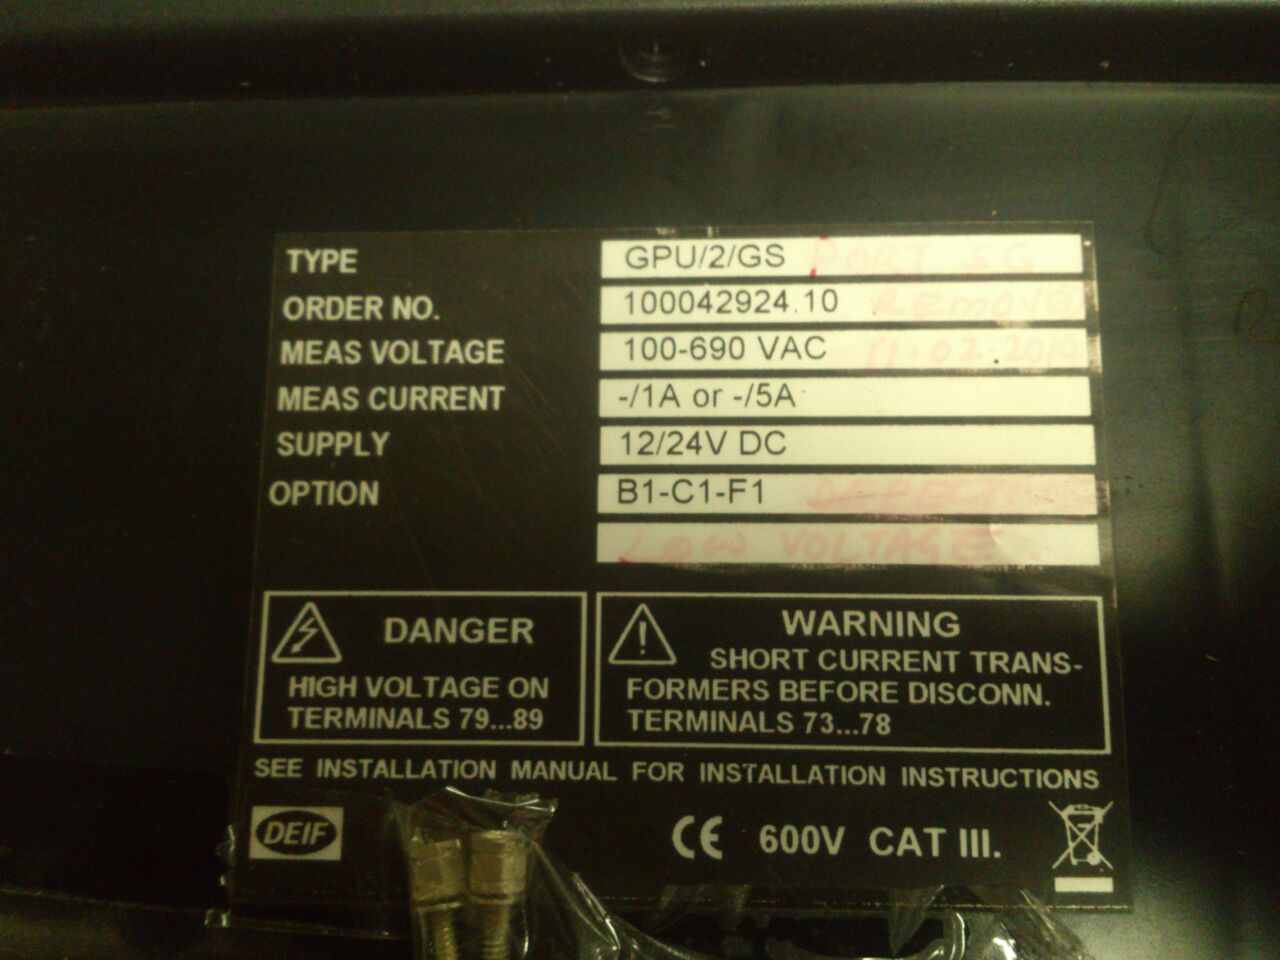 TYPE GPU/2/GS PORT SG
ORDER NO. 100042924.10 REMOVED
MEAS VOLTAGE 100-690 VAC 11.02.2014
MEAS CURRENT -/1A or -/5A
SUPPLY 12/24V DC
OPTION B1-C1-F1 DEFECT
LOW VOLTAGE
DANGER
HIGH VOLTAGE ON
TERMINALS 79...89
WARNING
SHORT CURRENT TRANS-
FORMERS BEFORE DISCONN.
TERMINALS 73...78
SEE INSTALLATION MANUAL FOR INSTALLATION INSTRUCTIONS
DEIF CE 600V CAT III.